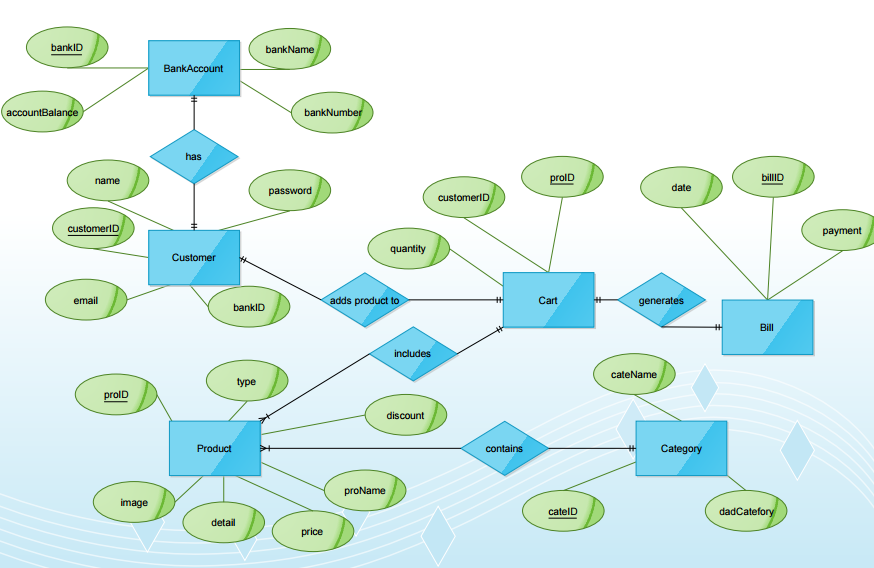 bankID
bankName
BankAccount
accountBalance
bankNumber
has
name
password
customerID
proID
date
billID
customerID
payment
quantity
Customer
email
bankID
adds product to
Cart
generates
Bill
includes
cateName
proID
type
discount
Product
contains
Category
image
proName
detail
price
cateID
dadCatefory